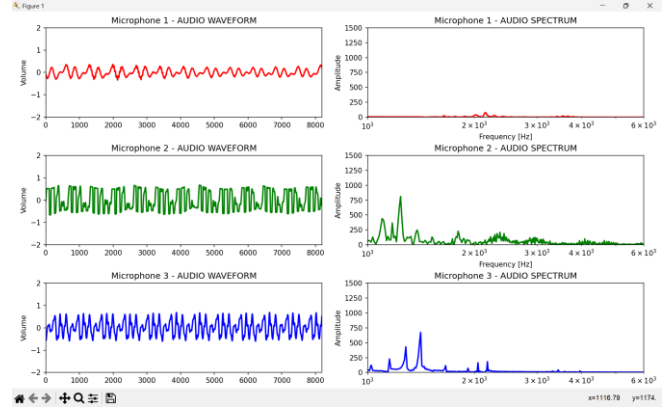 Figure 1
Microphone 1 - AUDIO WAVEFORM
Volume
2
1
0
−1
−2
0 1000 2000 3000 4000 5000 6000 7000 8000
Microphone 1 - AUDIO SPECTRUM
Amplitude
1500
1250
1000
750
500
250
0
10³ 2 × 10³ 3 × 10³ 4 × 10³ 6 × 10³
Frequency [Hz]
Microphone 2 - AUDIO WAVEFORM
Volume
2
1
0
−1
−2
0 1000 2000 3000 4000 5000 6000 7000 8000
Microphone 2 - AUDIO SPECTRUM
Amplitude
1500
1250
1000
750
500
250
0
10³ 2 × 10³ 3 × 10³ 4 × 10³ 6 × 10³
Frequency [Hz]
Microphone 3 - AUDIO WAVEFORM
Volume
2
1
0
−1
−2
0 1000 2000 3000 4000 5000 6000 7000 8000
Microphone 3 - AUDIO SPECTRUM
Amplitude
1500
1250
1000
750
500
250
0
10³ 2 × 10³ 3 × 10³ 4 × 10³ 6 × 10³
x=1116.79 y=1174.